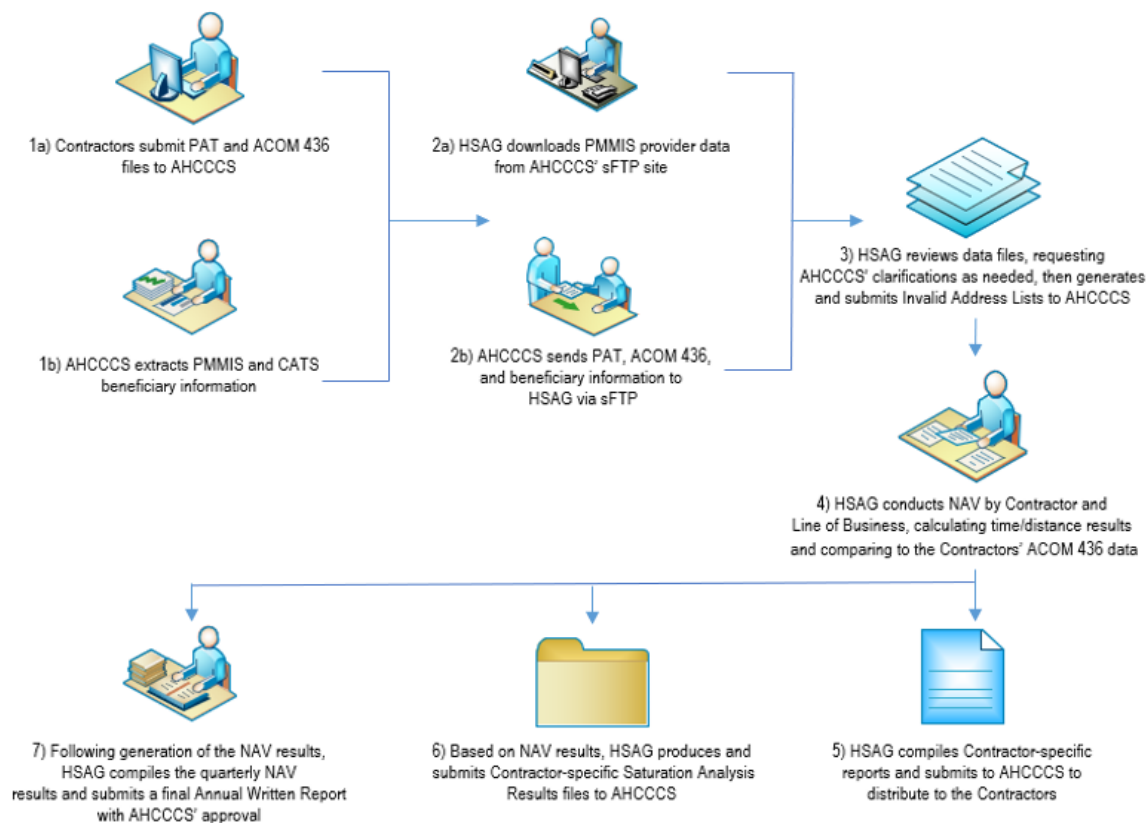 1a) Contractors submit PAT and ACOM 436
files to AHCCCS
2a) HSAG downloads PMMIS provider data
from AHCCCS' sFTP site
1b) AHCCCS extracts PMMIS and CATS
beneficiary information
2b) AHCCCS sends PAT, ACOM 436,
and beneficiary information to
HSAG via sFTP
3) HSAG reviews data files, requesting
AHCCCS' clarifications as needed, then generates
and submits Invalid Address Lists to AHCCCS
4) HSAG conducts NAV by Contractor and
Line of Business, calculating time/distance results
and comparing to the Contractors' ACOM 436 data
7) Following generation of the NAV results,
HSAG compiles the quarterly NAV
results and submits a final Annual Written Report
with AHCCCS' approval
6) Based on NAV results, HSAG produces and
submits Contractor-specific Saturation Analysis
Results files to AHCCCS
5) HSAG compiles Contractor-specific
reports and submits to AHCCCS to
distribute to the Contractors